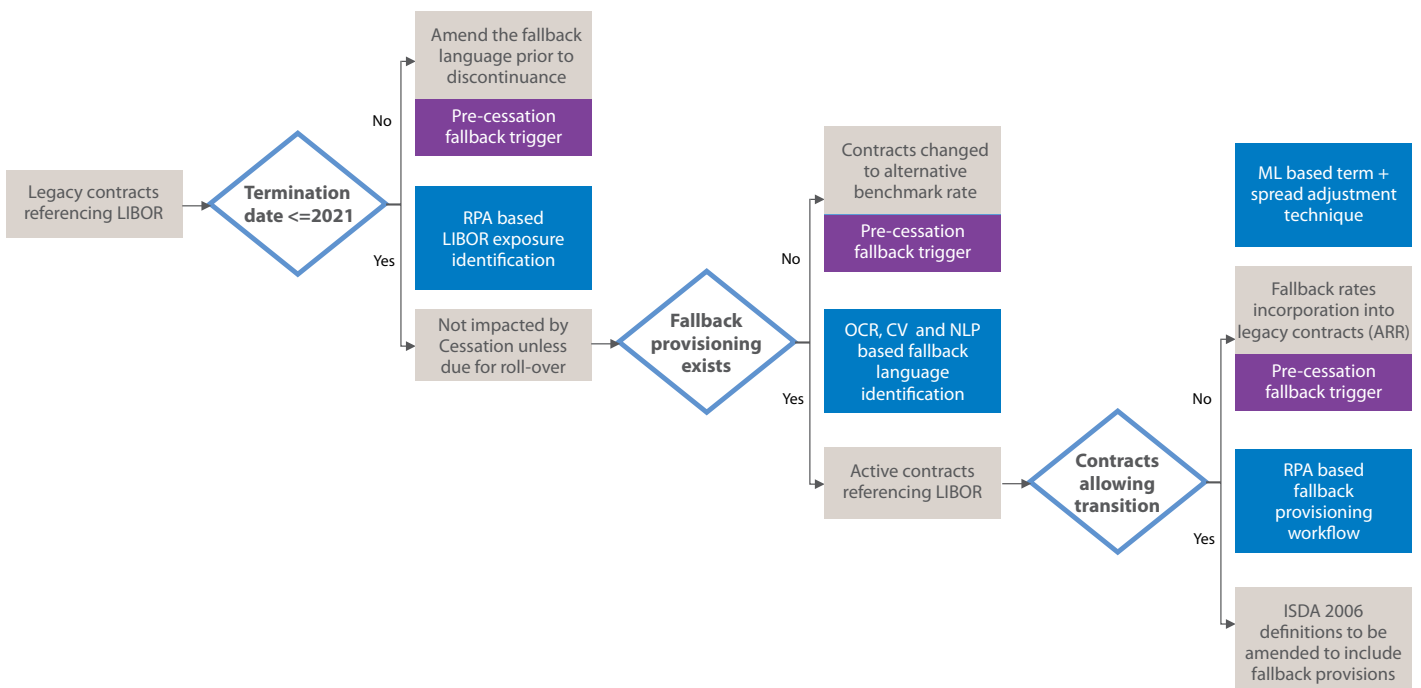 Legacy contracts
referencing LIBOR
Termination
date <=2021
No
Yes
Amend the fallback
language prior to
discontinuance
Pre-cessation
fallback trigger
RPA based
LIBOR exposure
identification
Not impacted by
Cessation unless
due for roll-over
Fallback
provisioning
exists
No
Yes
Contracts changed
to alternative
benchmark rate
Pre-cessation
fallback trigger
OCR, CV and NLP
based fallback
language
identification
Active contracts
referencing LIBOR
Contracts
allowing
transition
No
Yes
ML based term +
spread adjustment
technique
Fallback rates
incorporation into
legacy contracts (ARR)
Pre-cessation
fallback trigger
RPA based
fallback
provisioning
workflow
ISDA 2006
definitions to be
amended to include
fallback provisions